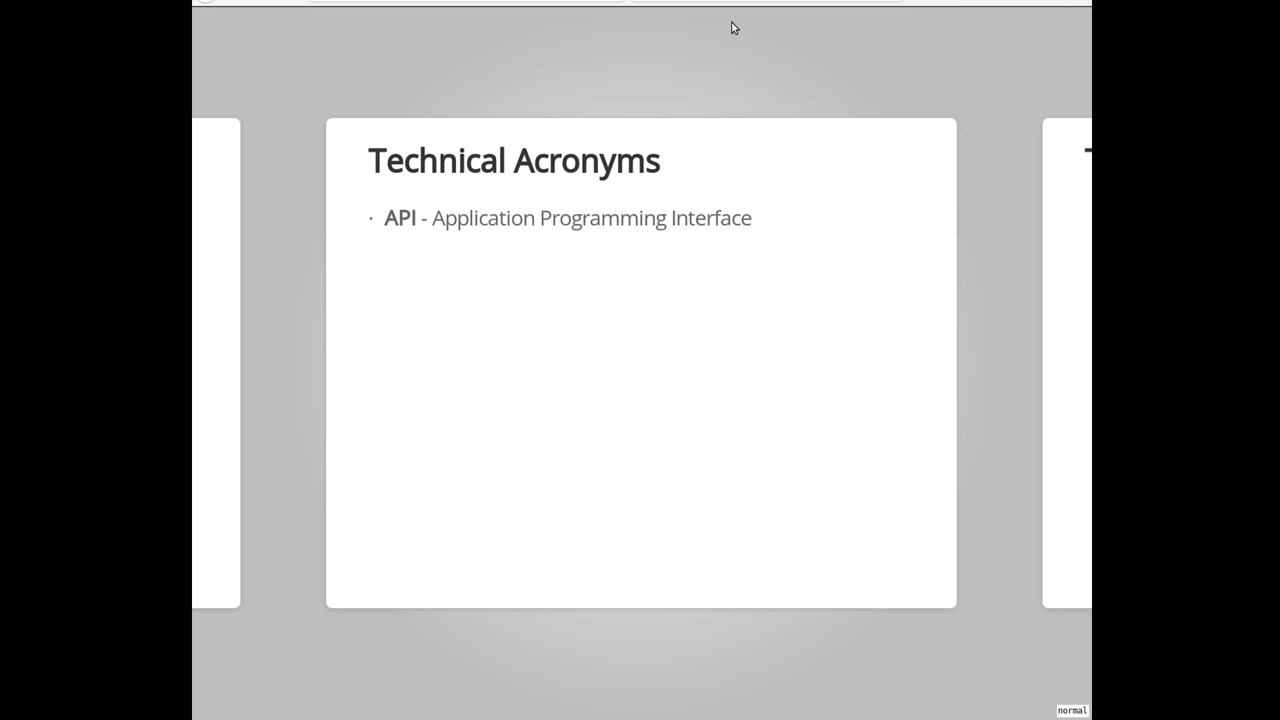 Technical Acronyms
· API - Application Programming Interface
normal